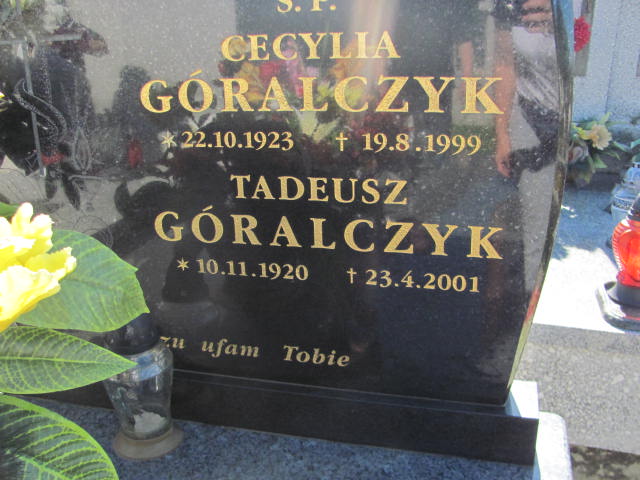 Ś. P.
CECYLIA
GÓRALCZYK
* 22.10.1923 † 19.8.1999
TADEUSZ
GÓRALCZYK
* 10.11.1920 † 23.4.2001
ufam Tobie